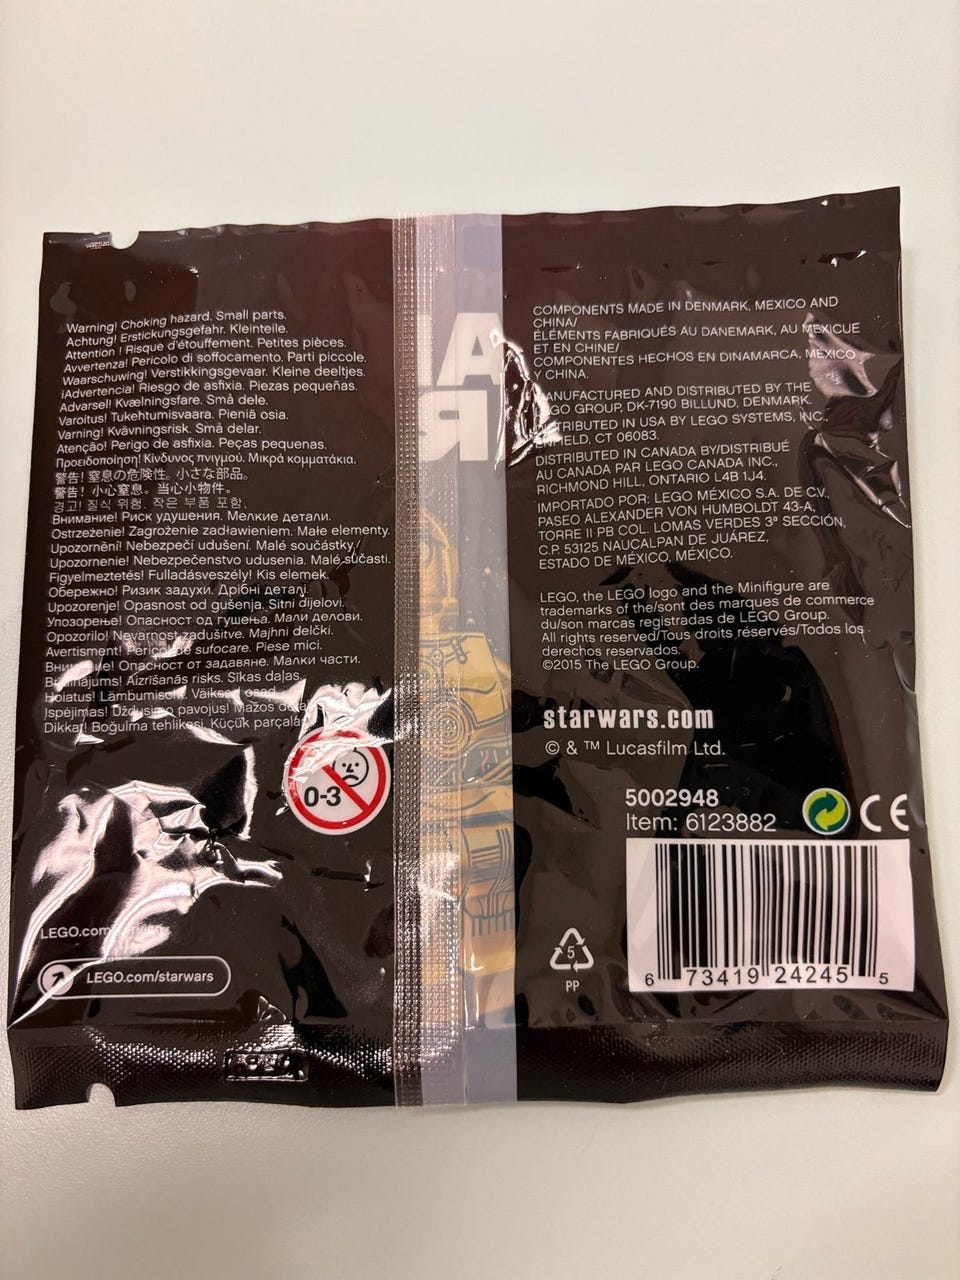 Warning! Choking hazard. Small parts.
Achtung! Erstickungsgefahr. Kleinteile.
Attention ! Risque d'étouffement. Petites pièces.
Avvertenza! Pericolo di soffocamento. Parti piccole.
Waarschuwing! Verstikkingsgevaar. Kleine deeltjes.
¡Advertencia! Riesgo de asfixia. Piezas pequeñas.
Advarsel! Kvælningsfare. Små dele.
Varoitus! Tukehtumisvaara. Pieniä osia.
Varning! Kvävningsrisk. Små delar.
Atenção! Perigo de asfixia. Peças pequenas.
Προειδοποίηση! Κίνδυνος πνιγμού. Μικρά κομματάκια.
警告！窒息の危険性。小さな部品。
警告！小心窒息。当心小物件。
경고! 질식 위험. 작은 부품 포함.
Внимание! Риск удушения. Мелкие детали.
Ostrzeżenie! Zagrożenie zadławieniem. Małe elementy.
Upozornění! Nebezpečí udušení. Malé součástky.
Upozornenie! Nebezpečenstvo udusenia. Malé súčasti.
Figyelmeztetés! Fulladásveszély! Kis elemek.
Обережно! Ризик задухи. Дрібні деталі.
Upozorenje! Opasnost od gušenja. Sitni dijelovi.
Упозорење! Опасност од гушења. Мали делови.
Opozorilo! Nevarnost zadušitve. Majhni delčki.
Avertisment! Pericol de sufocare. Piese mici.
Опасност от задавяне. Малки части.
Aizrīšanās risks. Sīkas daļas.
Hoiatus! Lämbumisoht. Väikesed osad.
Įspėjimas! Uždusimo pavojus! Mažos
Dikkat! Boğulma tehlikesi. Küçük parçalar
0-3
LEGO.com
LEGO.com/starwars
COMPONENTS MADE IN DENMARK, MEXICO AND
CHINA/
ÉLÉMENTS FABRIQUÉS AU DANEMARK, AU MEXIQUE
ET EN CHINE/
COMPONENTES HECHOS EN DINAMARCA, MÉXICO
Y CHINA.
MANUFACTURED AND DISTRIBUTED BY THE
LEGO GROUP, DK-7190 BILLUND, DENMARK.
DISTRIBUTED IN USA BY LEGO SYSTEMS, INC.
ENFIELD, CT 06083.
DISTRIBUTED IN CANADA BY/DISTRIBUÉ
AU CANADA PAR LEGO CANADA INC.,
RICHMOND HILL, ONTARIO L4B 1J4.
IMPORTADO POR: LEGO MÉXICO S.A. DE C.V.,
PASEO ALEXANDER VON HUMBOLDT 43-A,
TORRE II PB COL. LOMAS VERDES 3ª SECCIÓN,
C.P. 53125 NAUCALPAN DE JUÁREZ,
ESTADO DE MÉXICO, MÉXICO.
LEGO, the LEGO logo and the Minifigure are
trademarks of the/sont des marques de commerce
du/son marcas registradas de LEGO Group.
All rights reserved/Tous droits réservés/Todos los
derechos reservados.
©2015 The LEGO Group.
starwars.com
© & ™ Lucasfilm Ltd.
5002948
Item: 6123882
CE
5
PP
6 73419 24245 5